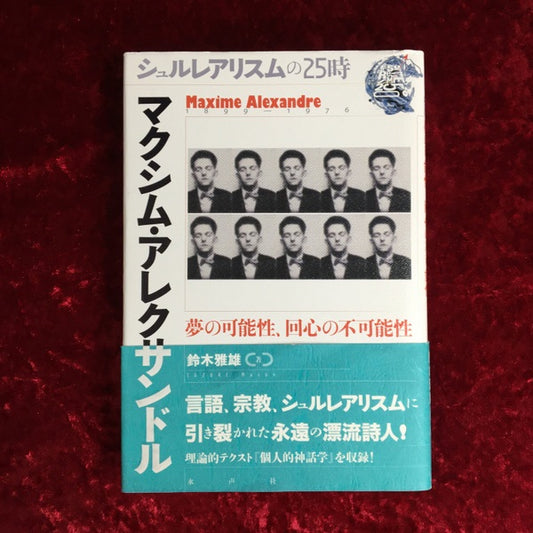 シュルレアリスムの25時
Maxime Alexandre
1899—1976
マクシム・アレクサンドル
夢の可能性、回心の不可能性
鈴木雅雄 著
SUZUKI Masao
言語、宗教、シュルレアリスムに
引き裂かれた永遠の漂流詩人!
理論的テクスト『個人的神話学』を収録!
水声社